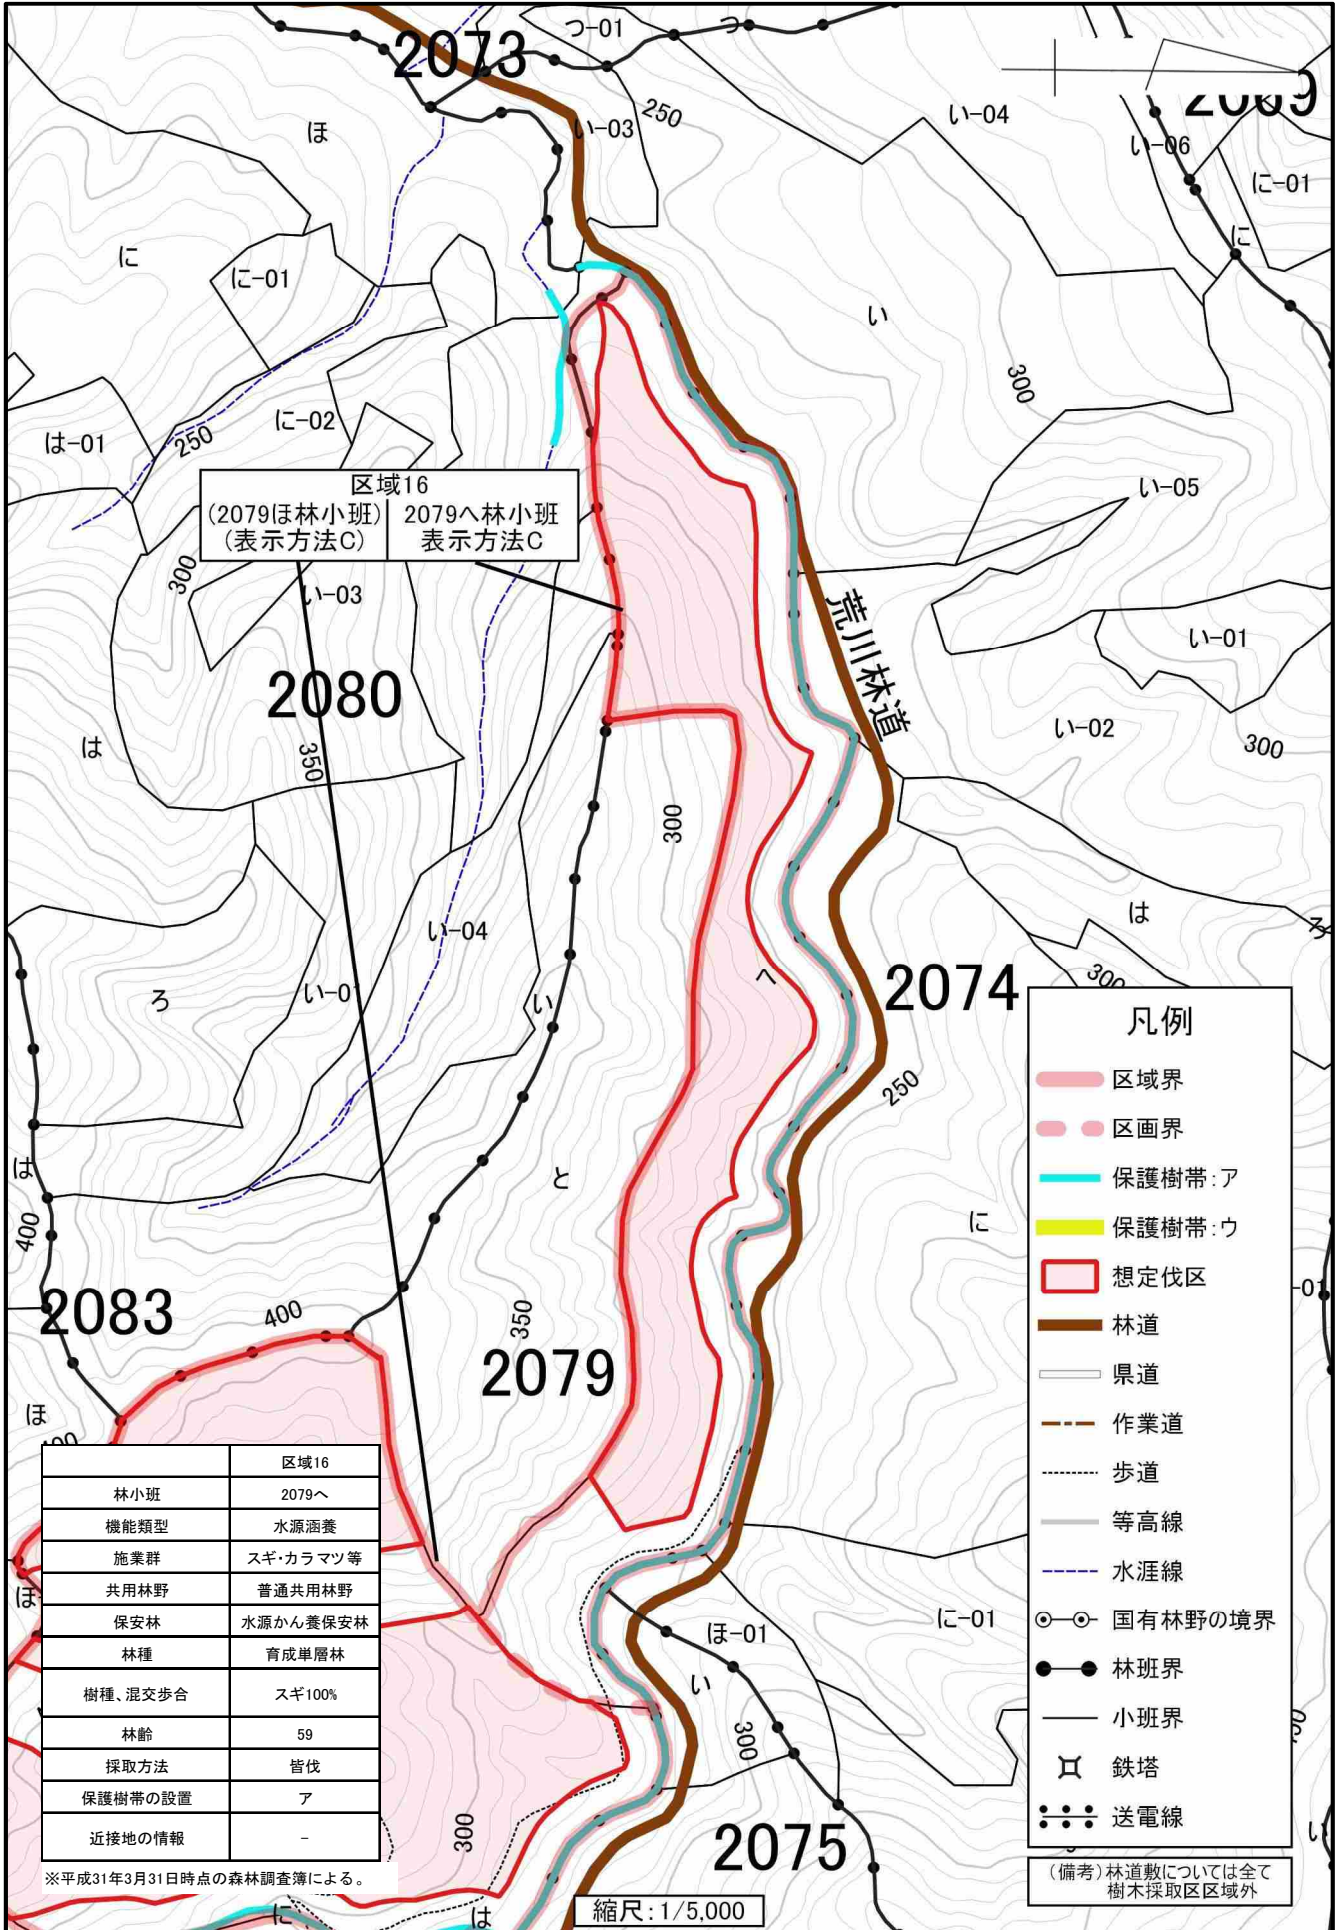 2073
つ-01
つ
2069
ほ
い-03
250
い-04
い-06
に-01
に
に
に-01
い
300
は-01
250
に-02
区域16
(2079ほ林小班)
(表示方法C)
2079へ林小班
表示方法C
い-05
300
い-03
荒川林道
い-01
2080
は
350
い-02
300
300
い-04
は
ろ
ろ
い-01
い
へ
2074
300
250
は
と
に
400
2083
400
350
2079
-01
ほ
400
ほ
ほ-01
に-01
い
300
300
2075
い
に
は
区域16
林小班 2079へ
機能類型 水源涵養
施業群 スギ・カラマツ等
共用林野 普通共用林野
保安林 水源かん養保安林
林種 育成単層林
樹種、混交歩合 スギ100%
林齢 59
採取方法 皆伐
保護樹帯の設置 ア
近接地の情報 -
※平成31年3月31日時点の森林調査簿による。
凡例
区域界
区画界
保護樹帯:ア
保護樹帯:ウ
想定伐区
林道
県道
作業道
歩道
等高線
水涯線
国有林野の境界
林班界
小班界
鉄塔
送電線
(備考)林道敷については全て
樹木採取区区域外
縮尺:1/5,000